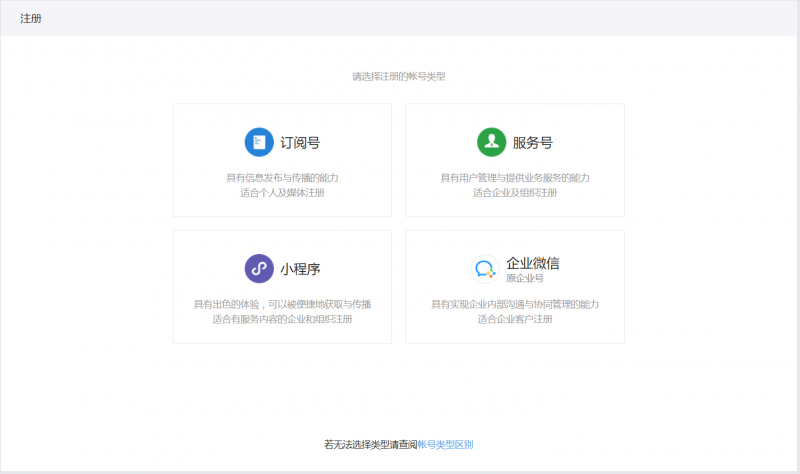 注册
请选择注册的帐号类型
订阅号
具有信息发布与传播的能力
适合个人及媒体注册
服务号
具有用户管理与提供业务服务的能力
适合企业及组织注册
小程序
具有出色的体验，可以被便捷地获取与传播
适合有服务内容的企业和组织注册
企业微信
原企业号
具有实现企业内部沟通与协同管理的能力
适合企业客户注册
若无法选择类型请查阅帐号类型区别